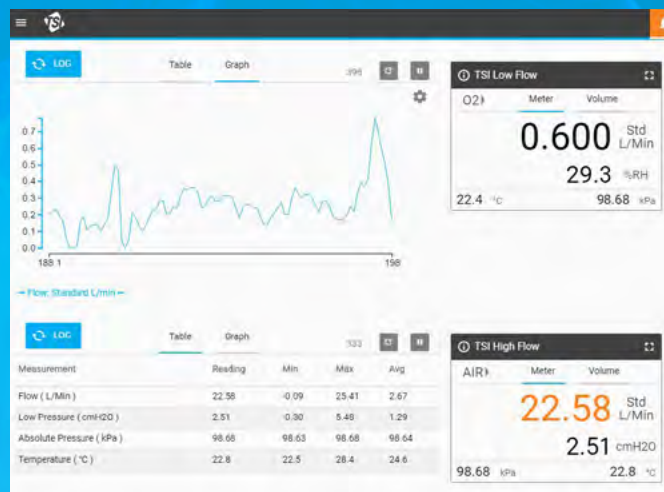 TSI
LOG
Table
Graph
396
0.7
0.6
0.5
0.4
0.3
0.2
0.1
0.0
188.1
198
Flow: Standard L/min
TSI Low Flow
O2
Meter
Volume
0.600 Std L/Min
29.3 %RH
22.4 °C
98.68 kPa
LOG
Table
Graph
333
Measurement Reading Min Max Avg
Flow ( L/Min ) 22.58 -0.09 25.41 2.67
Low Pressure ( cmH2O ) 2.51 -0.30 5.46 1.29
Absolute Pressure ( kPa ) 98.68 98.63 98.68 98.64
Temperature ( °C ) 22.8 22.5 28.4 24.6
TSI High Flow
AIR
Meter
Volume
22.58 Std L/Min
2.51 cmH2O
98.68 kPa
22.8 °C